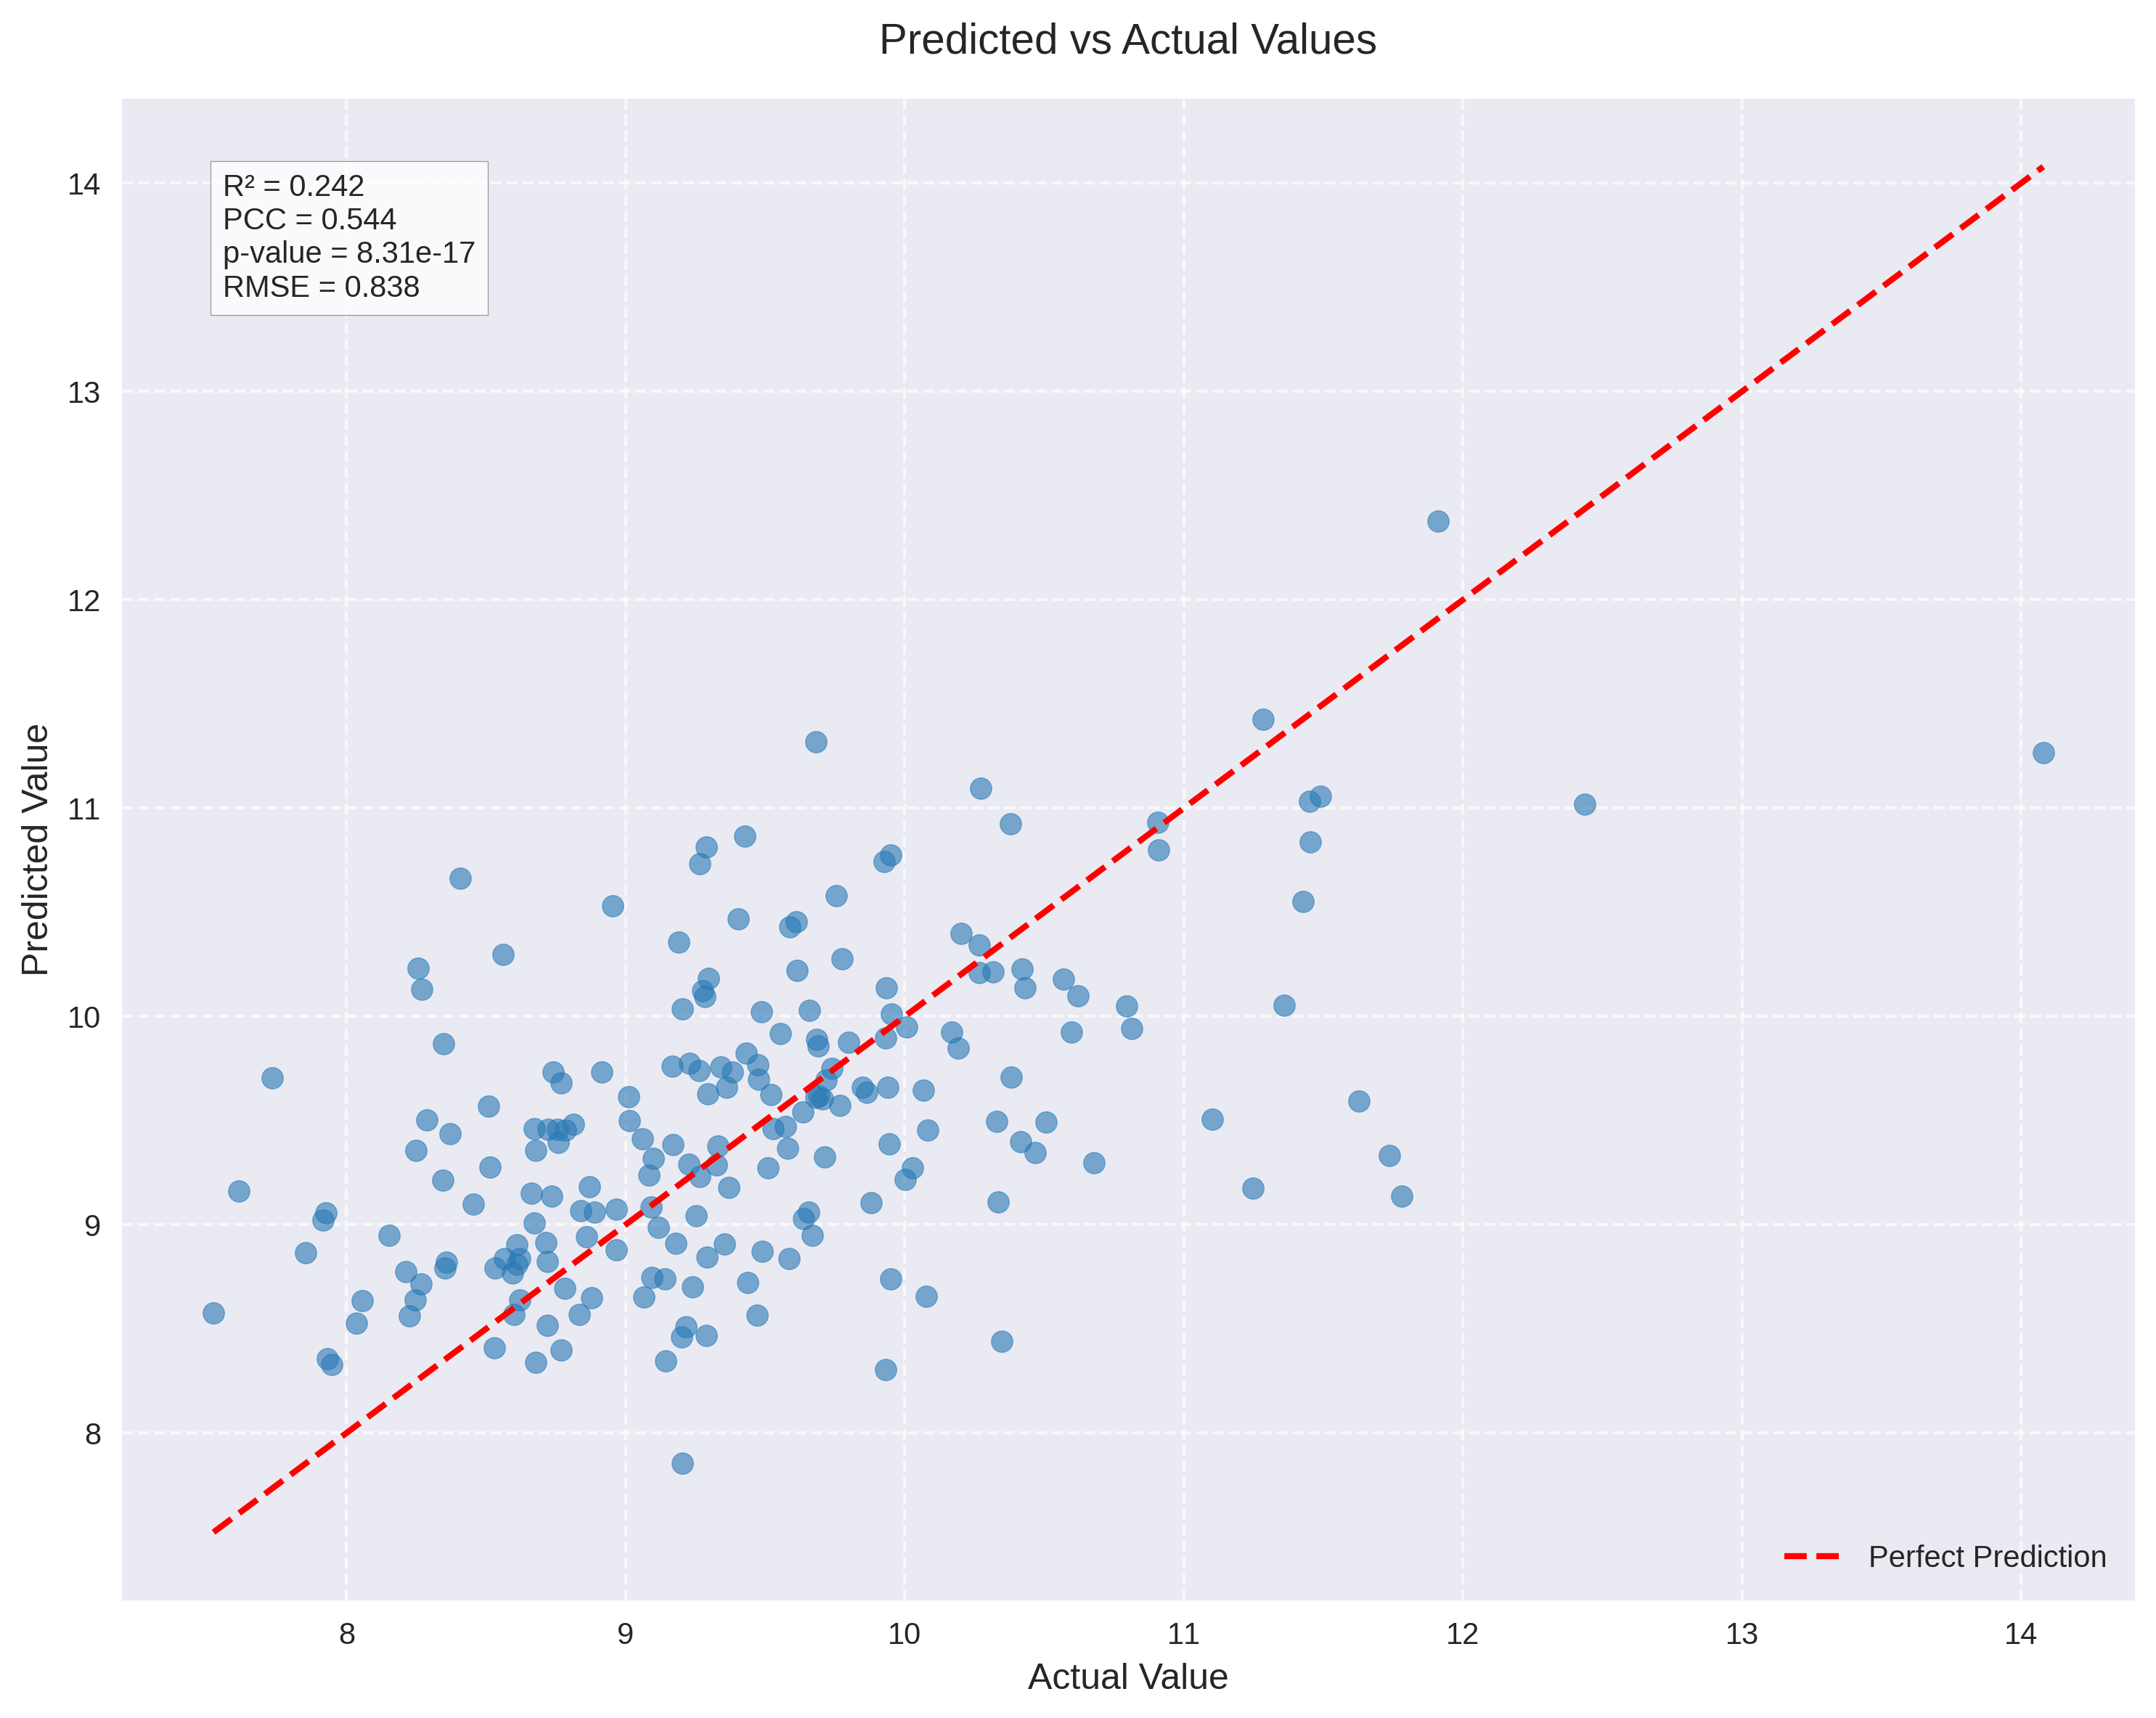 Predicted vs Actual Values
R² = 0.242
PCC = 0.544
p-value = 8.31e-17
RMSE = 0.838
14
13
12
11
10
9
8
Predicted Value
Perfect Prediction
8 9 10 11 12 13 14
Actual Value